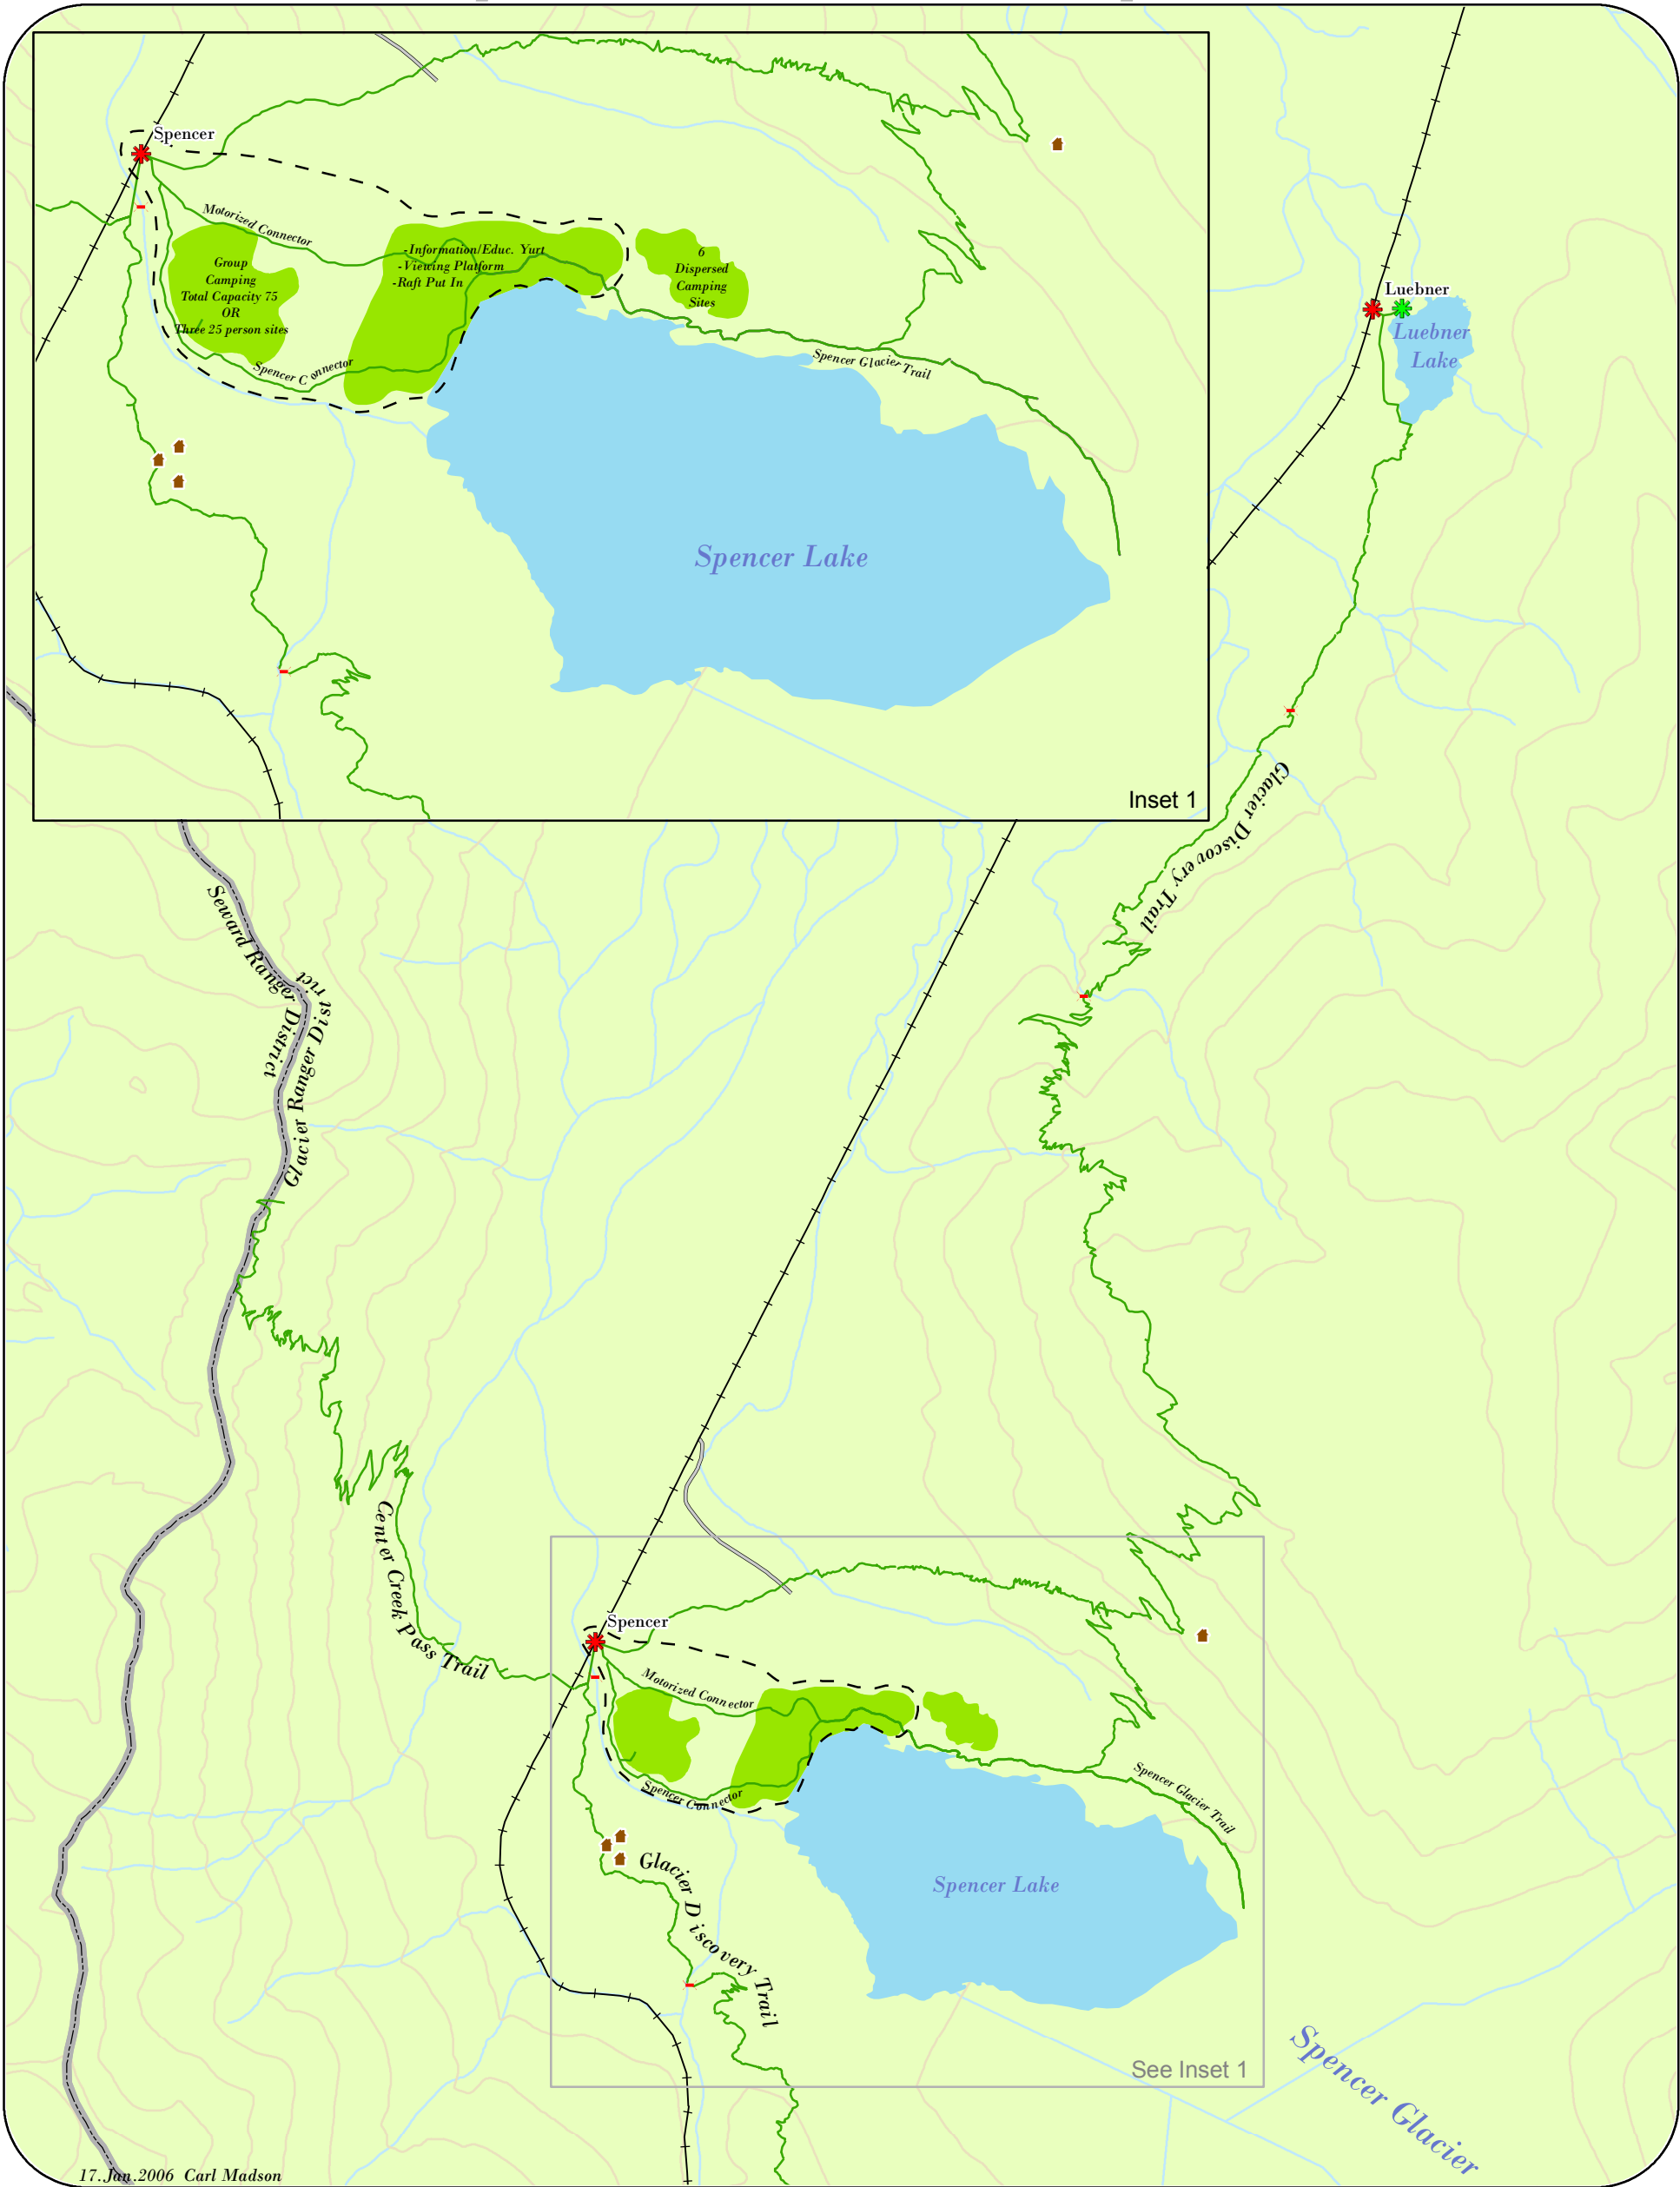 Spencer
Motorized Connector
Group
Camping
Total Capacity 75
OR
Three 25 person sites
-Information/Educ. Yurt
-Viewing Platform
-Raft Put In
6
Dispersed
Camping
Sites
Spencer Connector
Spencer Glacier Trail
Spencer Lake
Inset 1
Luebner
Luebner
Lake
Glacier Discovery Trail
Seward Ranger District
Glacier Ranger District
Center Creek Pass Trail
Spencer
Motorized Connector
Spencer Connector
Spencer Glacier Trail
Glacier Discovery Trail
Spencer Lake
See Inset 1
Spencer Glacier
17.Jan.2006 Carl Madson